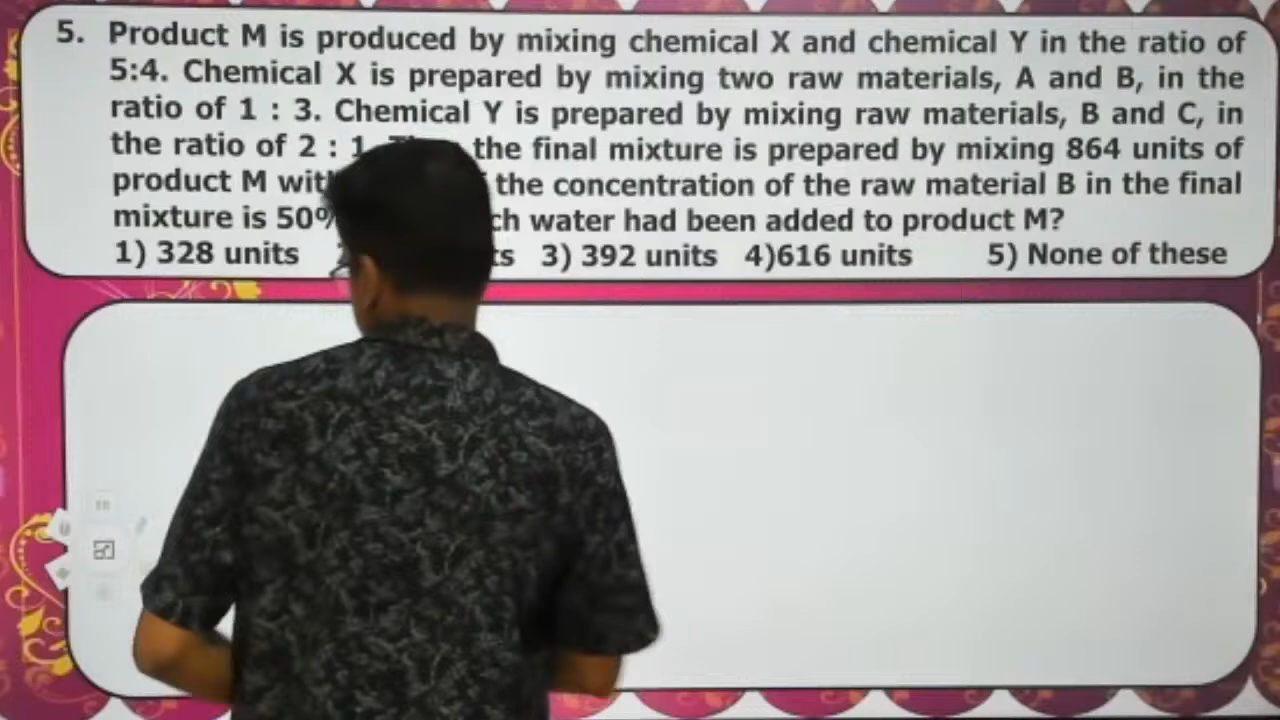 5. Product M is produced by mixing chemical X and chemical Y in the ratio of
5:4. Chemical X is prepared by mixing two raw materials, A and B, in the
ratio of 1 : 3. Chemical Y is prepared by mixing raw materials, B and C, in
the ratio of 2 : 1 the final mixture is prepared by mixing 864 units of
product M the concentration of the raw material B in the final
mixture is water had been added to product M?
1) 328 units 3) 392 units 4)616 units 5) None of these